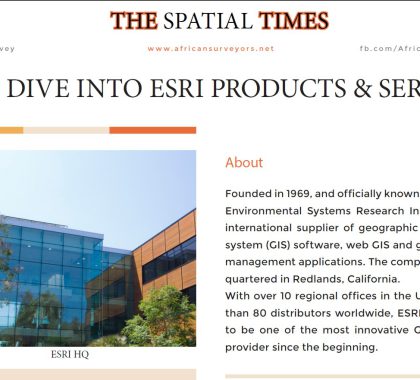 THE SPATIAL TIMES
vey
www.africansurveyors.net
fb.com/Afri
DIVE INTO ESRI PRODUCTS & SER
About
Founded in 1969, and officially known
Environmental Systems Research In
international supplier of geographic
system (GIS) software, web GIS and g
management applications. The comp
quartered in Redlands, California.
With over 10 regional offices in the U
than 80 distributors worldwide, ESRI
to be one of the most innovative G
provider since the beginning.
ESRI HQ